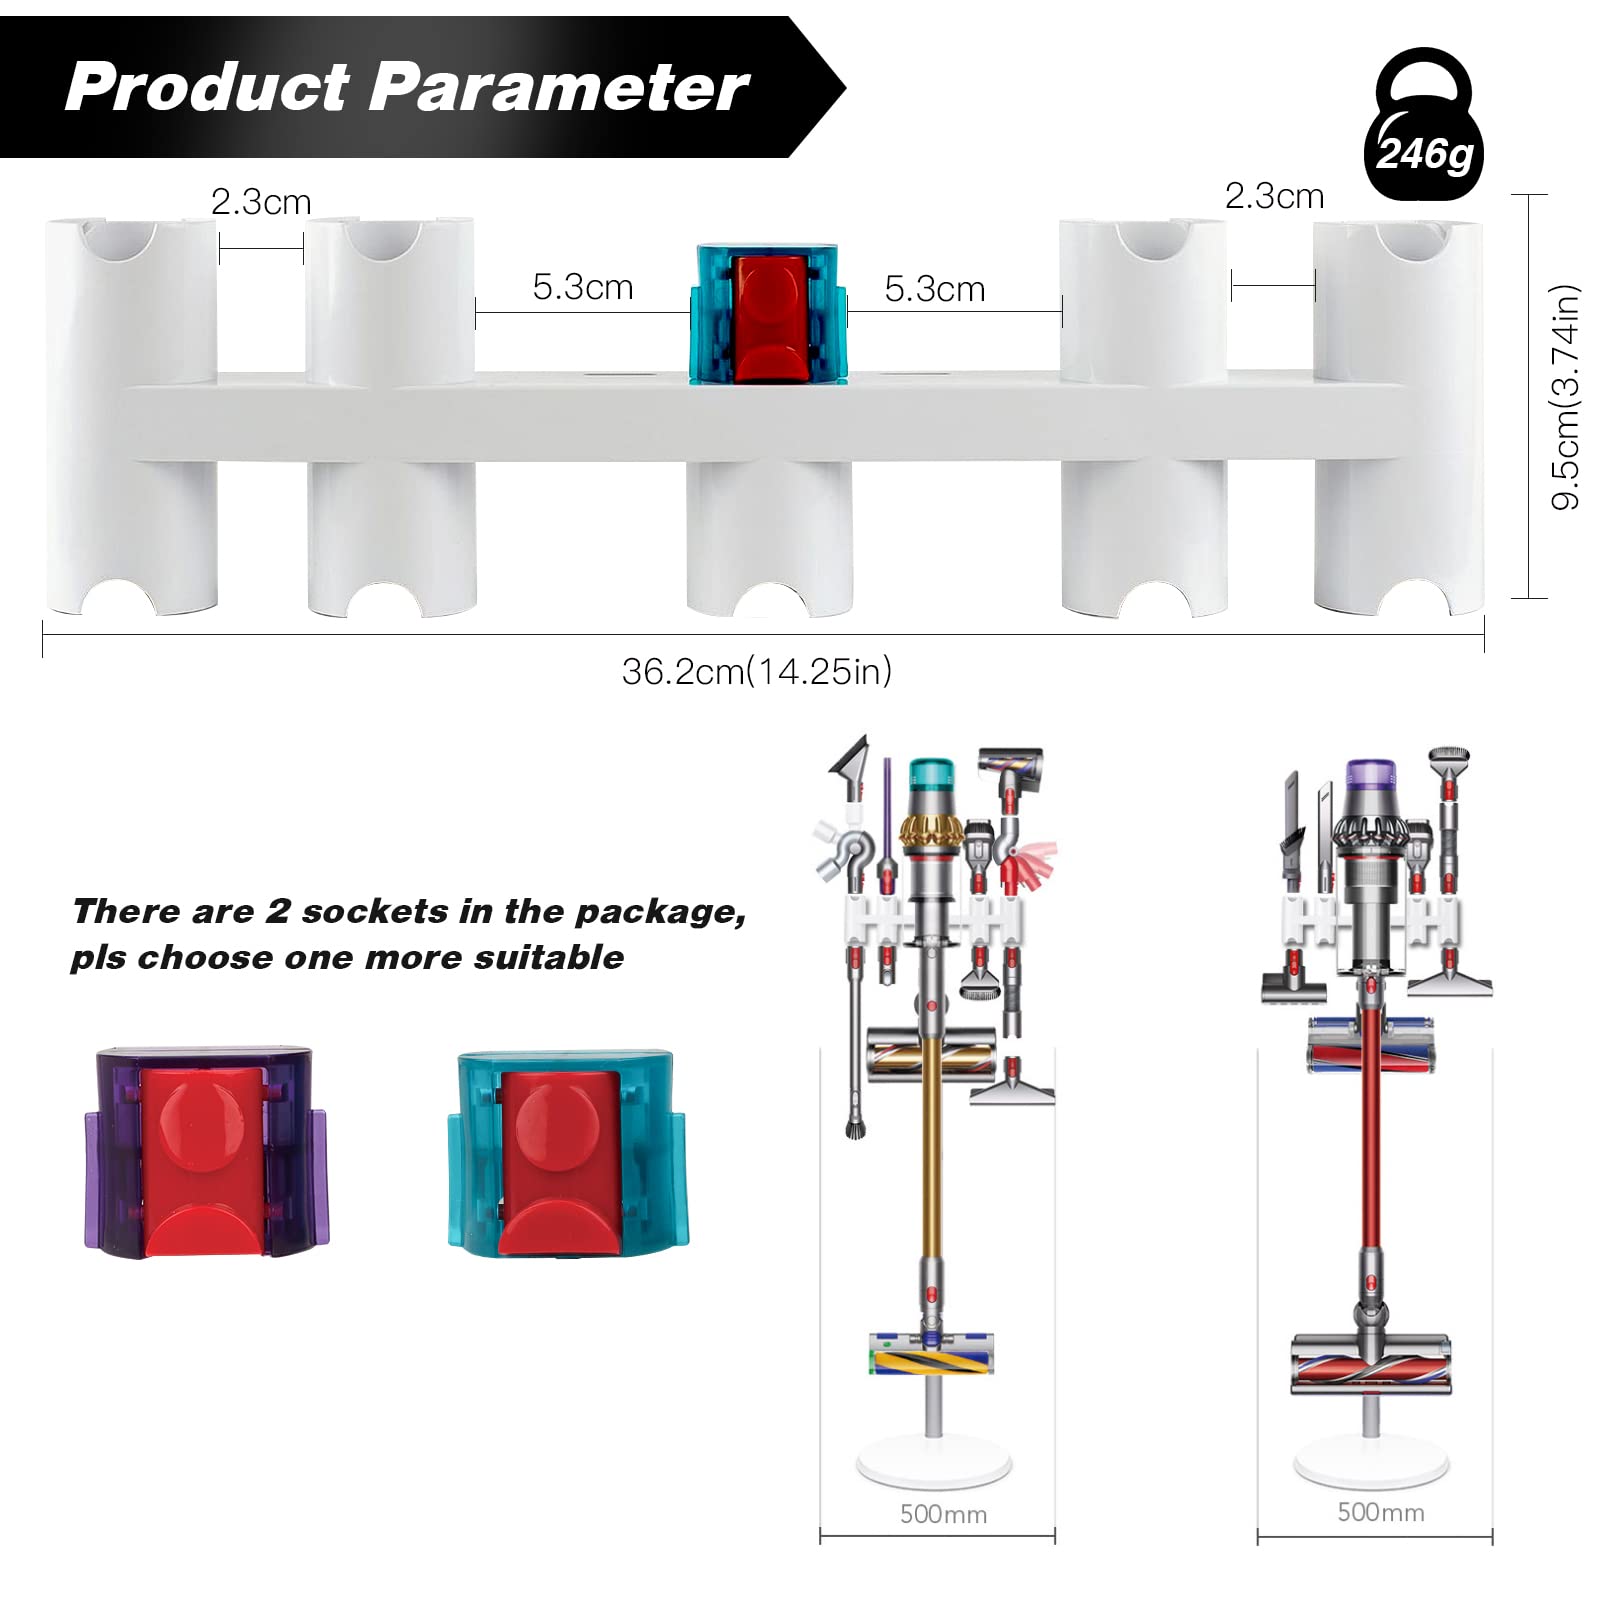 Product Parameter
246g
2.3cm
2.3cm
5.3cm
5.3cm
9.5cm(3.74in)
36.2cm(14.25in)
There are 2 sockets in the package,
pls choose one more suitable
500mm
500mm